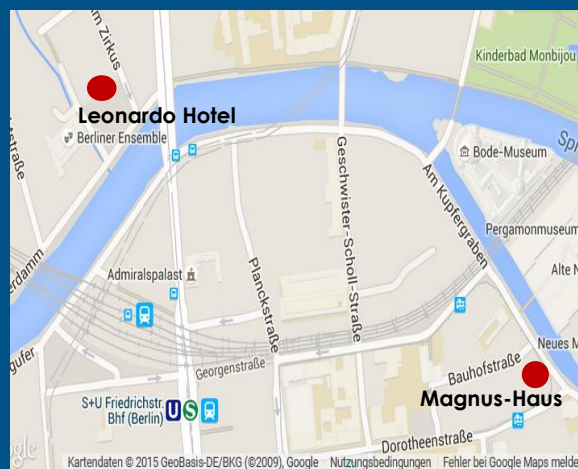 Am Zirkus
Kinderbad Monbijou
Leonardo Hotel
Berliner Ensemble
Bode-Museum
Geschwister-Scholl-Straße
Am Kupfergraben
Pergamonmuseum
Admiralspalast
Planckstraße
Georgenstraße
Bauhofstraße
Magnus-Haus
S+U Friedrichstr.
Bhf (Berlin)
U S
Dorotheenstraße
Kartendaten © 2015 GeoBasis-DE/BKG (©2009), Google Nutzungsbedingungen Fehler bei Google Maps melde